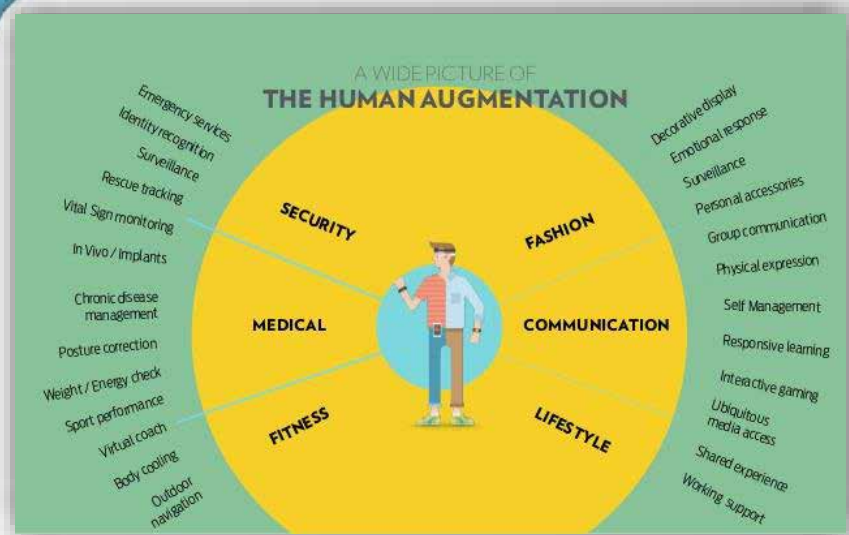 A WIDE PICTURE OF
THE HUMAN AUGMENTATION
Emergency services
Identity recognition
Surveillance
Rescue tracking
Vital Sign monitoring
In Vivo / Implants
Chronic disease
management
Posture correction
Weight / Energy check
Sport performance
Virtual coach
Body cooling
Outdoor
navigation
SECURITY
MEDICAL
FITNESS
FASHION
COMMUNICATION
LIFESTYLE
Decorative display
Emotional response
Surveillance
Personal accessories
Group communication
Physical expression
Self Management
Responsive learning
Interactive gaming
Ubiquitous
media access
Shared experience
Working support